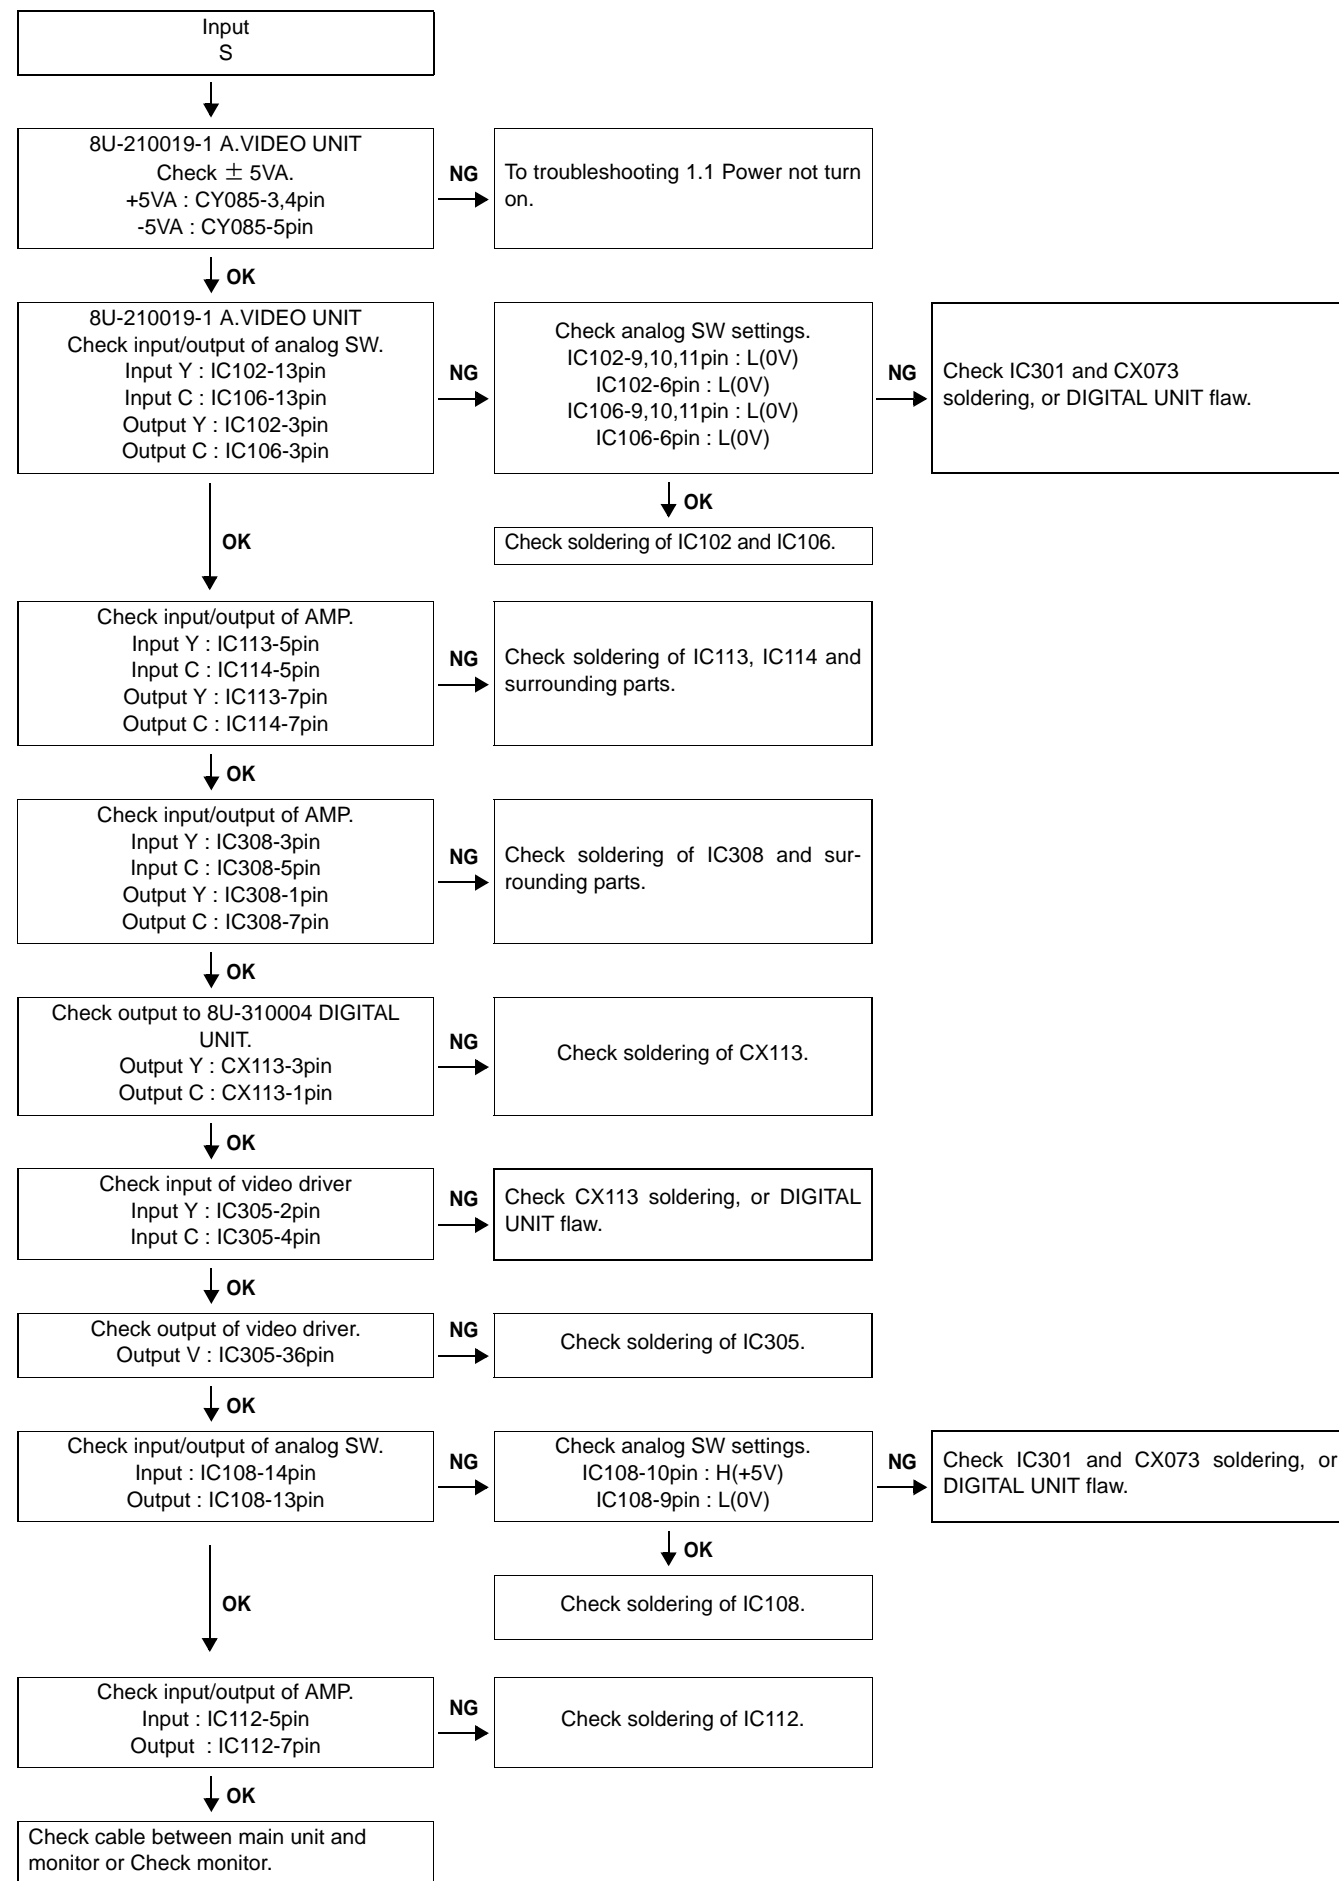 Input
S
8U-210019-1 A.VIDEO UNIT
Check ± 5VA.
+5VA : CY085-3,4pin
-5VA : CY085-5pin
NG
To troubleshooting 1.1 Power not turn
on.
OK
8U-210019-1 A.VIDEO UNIT
Check input/output of analog SW.
Input Y : IC102-13pin
Input C : IC106-13pin
Output Y : IC102-3pin
Output C : IC106-3pin
NG
Check analog SW settings.
IC102-9,10,11pin : L(0V)
IC102-6pin : L(0V)
IC106-9,10,11pin : L(0V)
IC106-6pin : L(0V)
NG
Check IC301 and CX073
soldering, or DIGITAL UNIT flaw.
OK
Check soldering of IC102 and IC106.
OK
Check input/output of AMP.
Input Y : IC113-5pin
Input C : IC114-5pin
Output Y : IC113-7pin
Output C : IC114-7pin
NG
Check soldering of IC113, IC114 and
surrounding parts.
OK
Check input/output of AMP.
Input Y : IC308-3pin
Input C : IC308-5pin
Output Y : IC308-1pin
Output C : IC308-7pin
NG
Check soldering of IC308 and sur-
rounding parts.
OK
Check output to 8U-310004 DIGITAL
UNIT.
Output Y : CX113-3pin
Output C : CX113-1pin
NG
Check soldering of CX113.
OK
Check input of video driver
Input Y : IC305-2pin
Input C : IC305-4pin
NG
Check CX113 soldering, or DIGITAL
UNIT flaw.
OK
Check output of video driver.
Output V : IC305-36pin
NG
Check soldering of IC305.
OK
Check input/output of analog SW.
Input : IC108-14pin
Output : IC108-13pin
NG
Check analog SW settings.
IC108-10pin : H(+5V)
IC108-9pin : L(0V)
NG
Check IC301 and CX073 soldering, or
DIGITAL UNIT flaw.
OK
Check soldering of IC108.
OK
Check input/output of AMP.
Input : IC112-5pin
Output : IC112-7pin
NG
Check soldering of IC112.
OK
Check cable between main unit and
monitor or Check monitor.